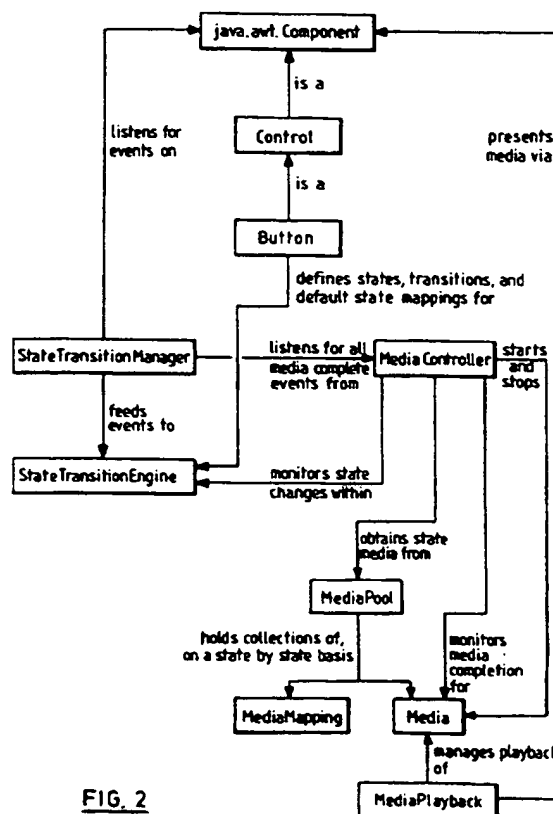 java.awt.Component
is a
listens for
events on
Control
presents
media via
is a
Button
defines states, transitions, and
default state mappings for
StateTransitionManager
listens for all
media complete
events from
MediaController
starts
and
stops
feeds
events to
StateTransitionEngine
monitors state
changes within
obtains state
media from
MediaPool
holds collections of,
on a state by state basis
monitors
media
completion
for
MediaMapping
Media
manages playback
of
MediaPlayback
FIG. 2